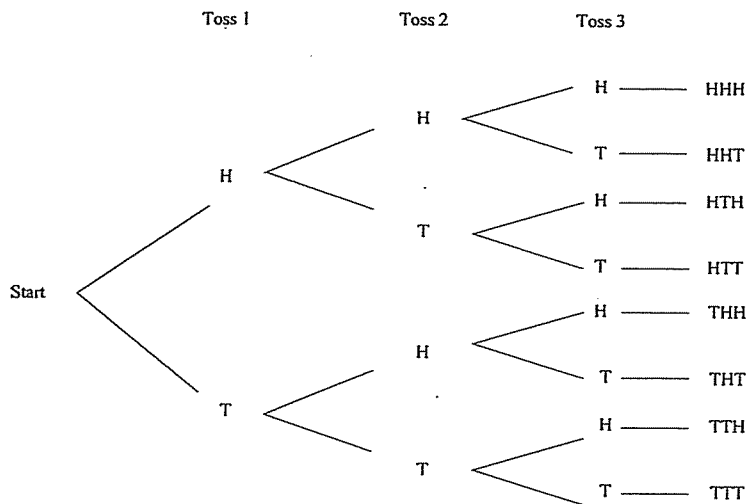 Toss 1 Toss 2 Toss 3
H HHH
H
T HHT
H
H HTH
T
T HTT
Start
H THH
H
T THT
T
H TTH
T
T TTT